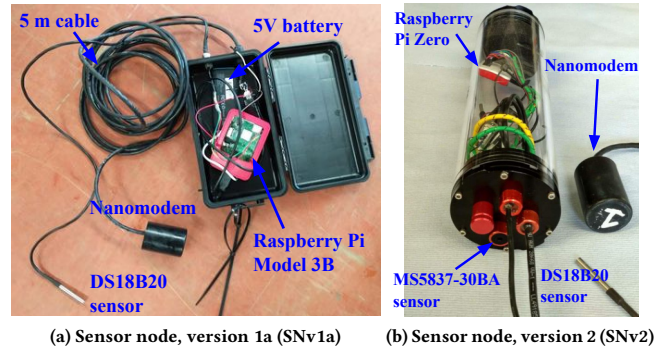 5 m cable
5V battery
Nanomodem
DS18B20
sensor
Raspberry Pi
Model 3B
(a) Sensor node, version 1a (SNv1a)
Raspberry
Pi Zero
Nanomodem
MS5837-30BA
sensor
DS18B20
sensor
(b) Sensor node, version 2 (SNv2)